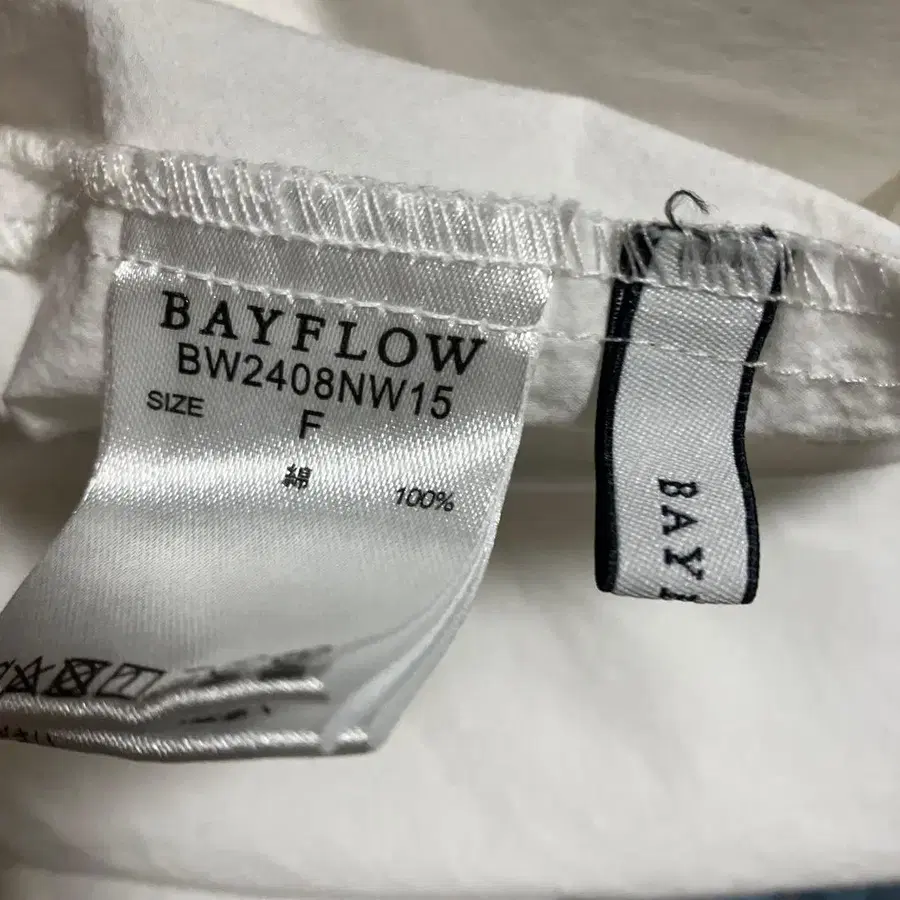 BAYFLOW
BW2408NW15
SIZE F
綿 100%
BAY